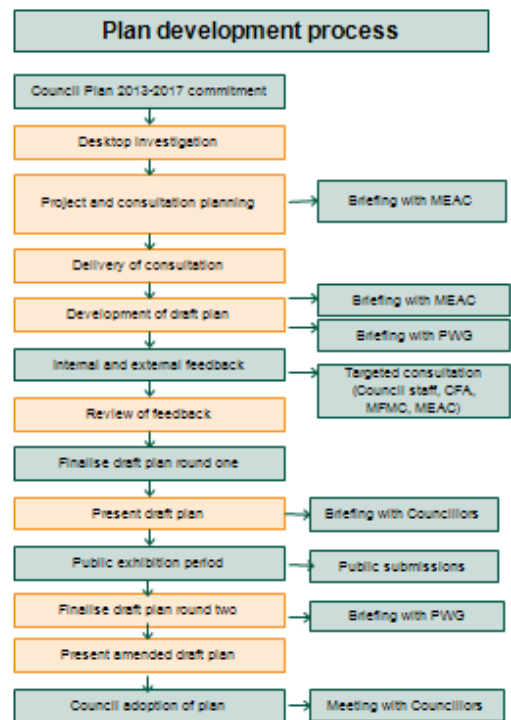 Plan development process
Council Plan 2013-2017 commitment
Desktop investigation
Project and consultation planning
Briefing with MEAC
Delivery of consultation
Development of draft plan
Briefing with MEAC
Briefing with PWG
Internal and external feedback
Targeted consultation
(Council staff, CFA,
MFMC, MEAC)
Review of feedback
Finalise draft plan round one
Present draft plan
Briefing with Councillors
Public exhibition period
Public submissions
Finalise draft plan round two
Briefing with PWG
Present amended draft plan
Council adoption of plan
Meeting with Councillors